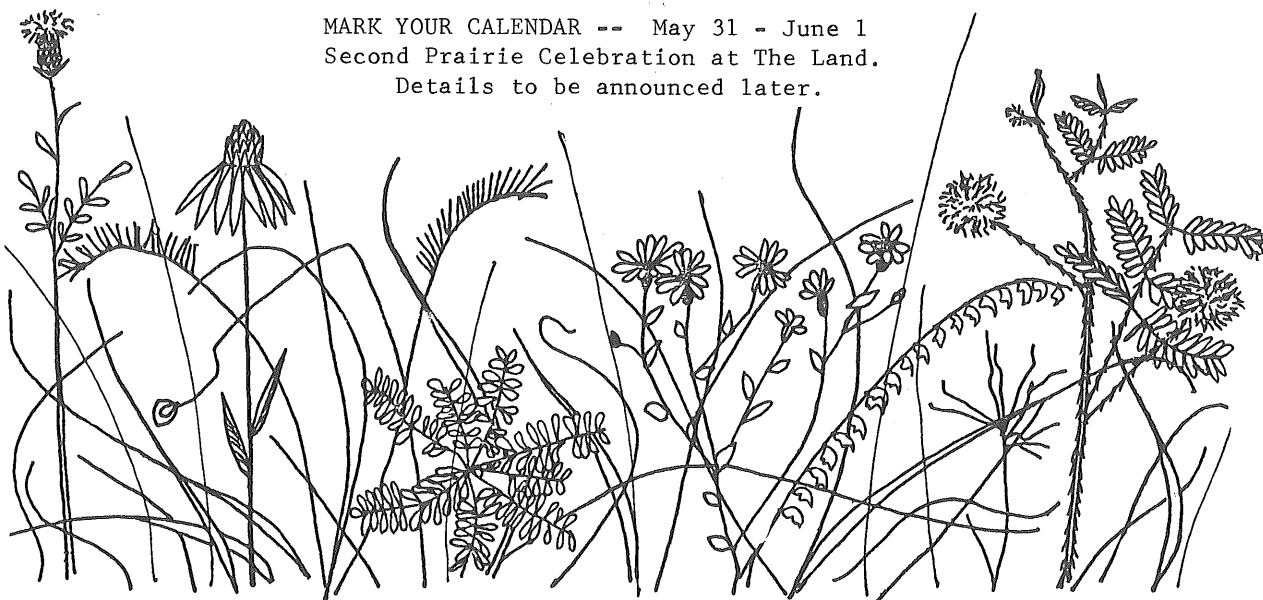 MARK YOUR CALENDAR -- May 31 - June 1
Second Prairie Celebration at The Land.
Details to be announced later.